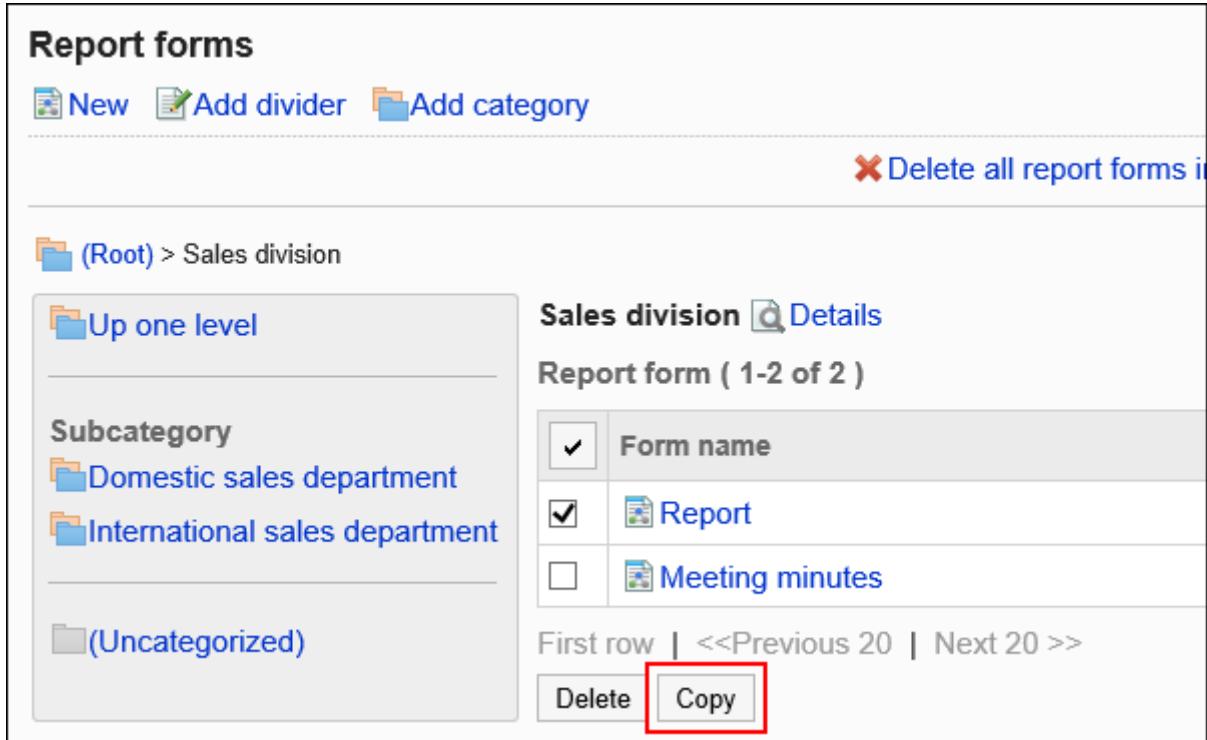 Report forms
New Add divider Add category
Delete all report forms i
(Root) > Sales division
Up one level
Subcategory
Domestic sales department
International sales department
(Uncategorized)
Sales division Details
Report form ( 1-2 of 2 )
Form name
Report
Meeting minutes
First row | <<Previous 20 | Next 20 >>
Delete Copy